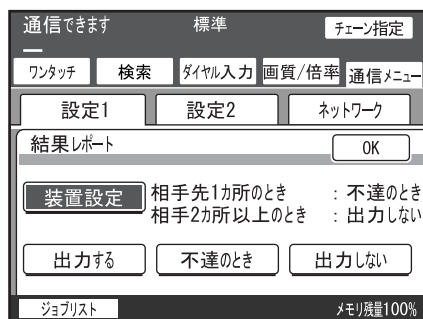 通信できます 標準 チェーン指定
ワンタッチ 検索 ダイヤル入力 画質/倍率 通信メニュー
設定1 設定2 ネットワーク
結果レポート OK
装置設定 相手先1カ所のとき : 不達のとき
相手2カ所以上のとき : 出力しない
出力する 不達のとき 出力しない
ジョブリスト メモリ残量100%